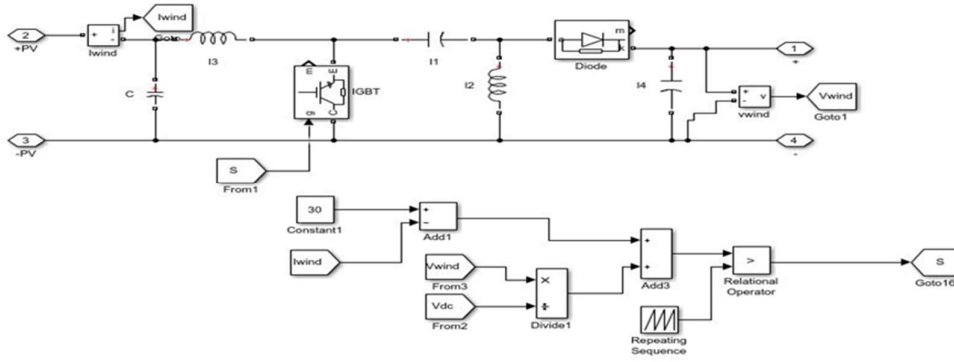 Iwind
2
+PV
+
-
i
Iwind
Goto
I3
I1
m
a
k
Diode
1
+
C
m
E
g
C
IGBT
I2
I4
+
-
v
vwind
Vwind
Goto1
3
-PV
4
-
S
From1
30
Constant1
+
−
Add1
Iwind
Vwind
From3
Vdc
From2
×
÷
Divide1
+
+
Add3
>
Relational
Operator
Repeating
Sequence
S
Goto16